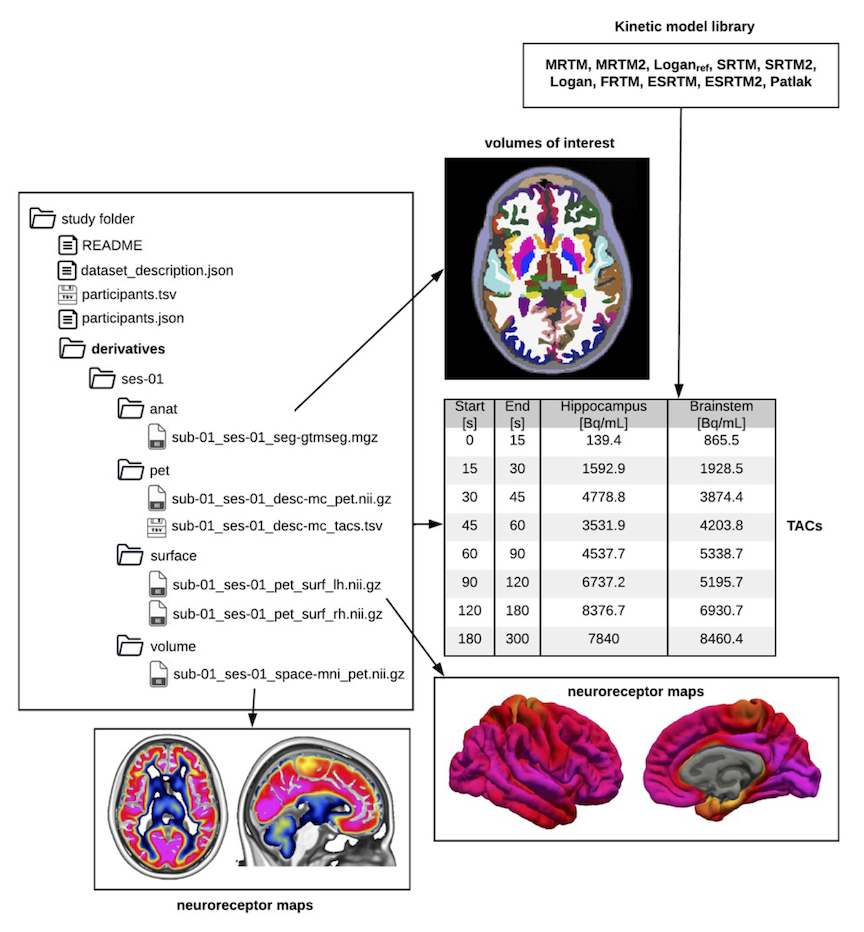 Kinetic model library
MRTM, MRTM2, Loganref, SRTM, SRTM2,
Logan, FRTM, ESRTM, ESRTM2, Patlak
volumes of interest
study folder
README
dataset_description.json
TSV participants.tsv
participants.json
derivatives
ses-01
anat
sub-01_ses-01_seg-gtmseg.mgz
pet
sub-01_ses-01_desc-mc_pet.nii.gz
TSV sub-01_ses-01_desc-mc_tacs.tsv
surface
sub-01_ses-01_pet_surf_lh.nii.gz
sub-01_ses-01_pet_surf_rh.nii.gz
volume
sub-01_ses-01_space-mni_pet.nii.gz
Start End Hippocampus Brainstem
[s] [s] [Bq/mL] [Bq/mL]
0 15 139.4 865.5
15 30 1592.9 1928.5
30 45 4778.8 3874.4
45 60 3531.9 4203.8
60 90 4537.7 5338.7
90 120 6737.2 5195.7
120 180 8376.7 6930.7
180 300 7840 8460.4
TACs
neuroreceptor maps
neuroreceptor maps